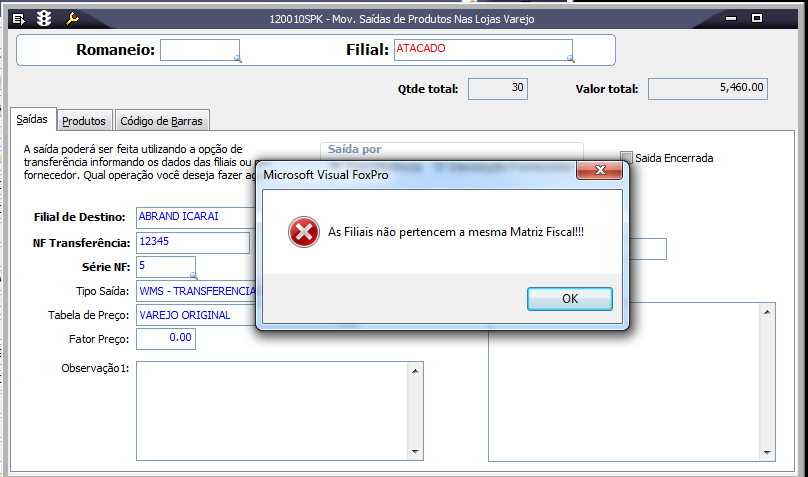 120010SPK - Mov. Saídas de Produtos Nas Lojas Varejo
Romaneio:
Filial: ATACADO
Qtde total: 30
Valor total: 5,460.00
Saídas
Produtos
Código de Barras
A saída poderá ser feita utilizando a opção de
transferência informando os dados das filiais ou
fornecedor. Qual operação você deseja fazer
Saída por
Saida Encerrada
Microsoft Visual FoxPro
As Filiais não pertencem a mesma Matriz Fiscal!!!
OK
Filial de Destino: ABRAND ICARAI
NF Transferência: 12345
Série NF: 5
Tipo Saída: WMS - TRANSFERENCIA
Tabela de Preço: VAREJO ORIGINAL
Fator Preço: 0.00
Observação1: